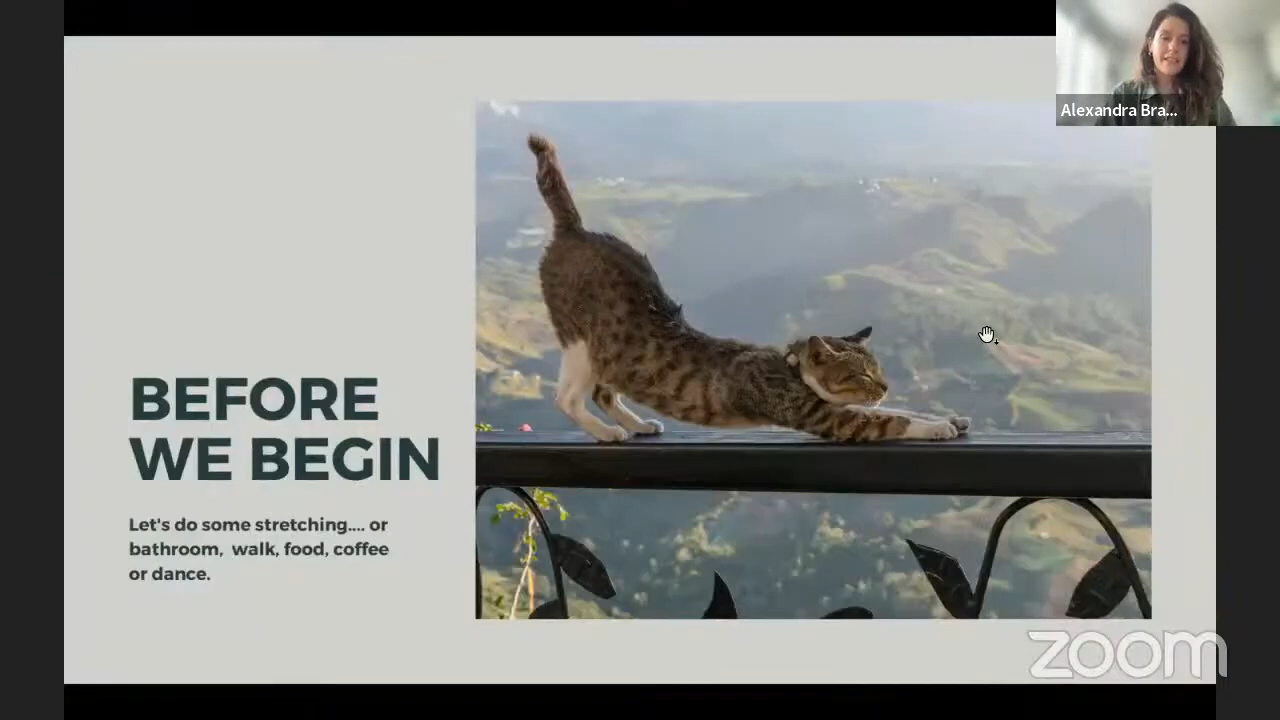 Alexandra Bra...
BEFORE
WE BEGIN
Let's do some stretching.... or
bathroom, walk, food, coffee
or dance.
zoom